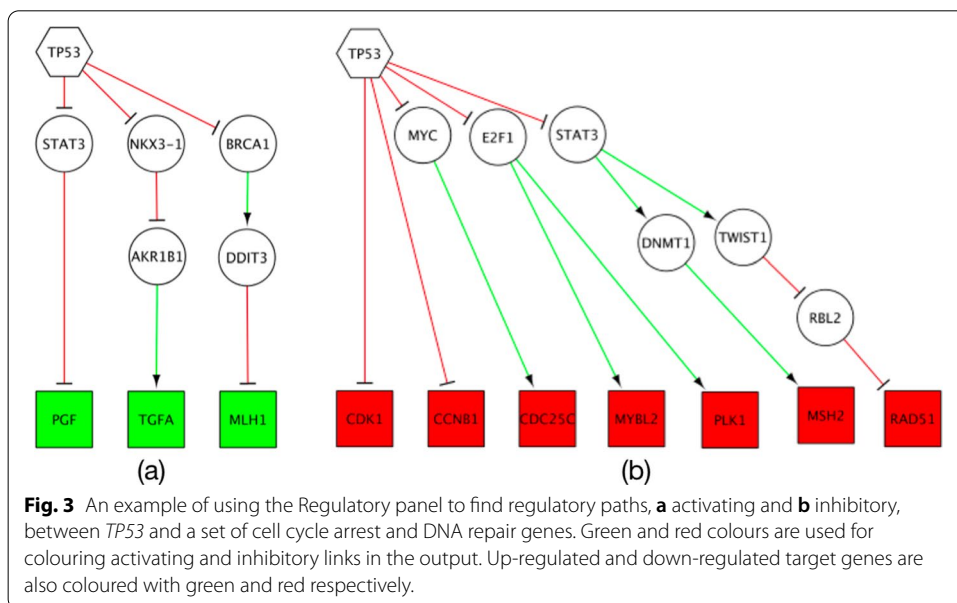 TP53
STAT3
NKX3-1
BRCA1
AKR1B1
DDIT3
PGF
TGFA
MLH1
(a)
TP53
MYC
E2F1
STAT3
DNMT1
TWIST1
RBL2
CDK1
CCNB1
CDC25C
MYBL2
PLK1
MSH2
RAD51
(b)
Fig. 3 An example of using the Regulatory panel to find regulatory paths, a activating and b inhibitory,
between TP53 and a set of cell cycle arrest and DNA repair genes. Green and red colours are used for
colouring activating and inhibitory links in the output. Up-regulated and down-regulated target genes are
also coloured with green and red respectively.